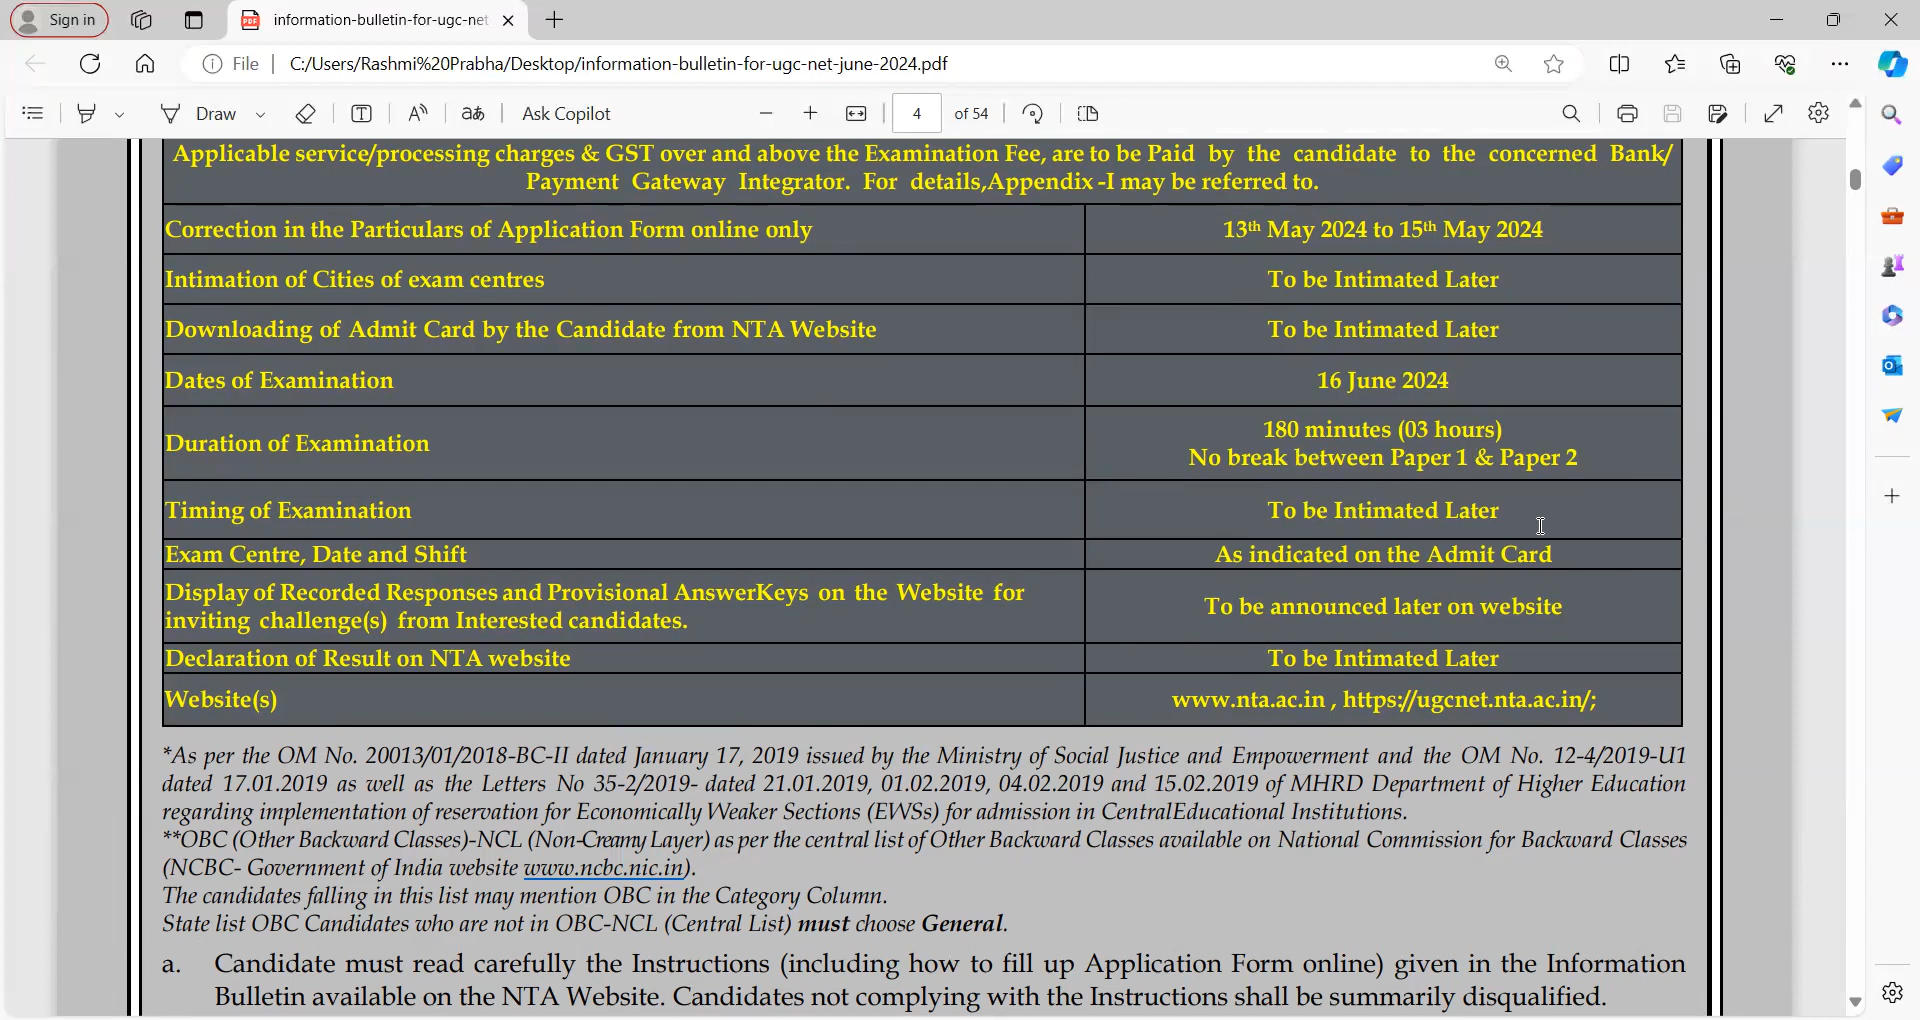 Sign in
information-bulletin-for-ugc-net
File
C:/Users/Rashmi%20Prabha/Desktop/information-bulletin-for-ugc-net-june-2024.pdf
Draw
aあ
Ask Copilot
4 of 54
Applicable service/processing charges & GST over and above the Examination Fee, are to be Paid by the candidate to the concerned Bank/
Payment Gateway Integrator. For details,Appendix -I may be referred to.
Correction in the Particulars of Application Form online only
13th May 2024 to 15th May 2024
Intimation of Cities of exam centres
To be Intimated Later
Downloading of Admit Card by the Candidate from NTA Website
To be Intimated Later
Dates of Examination
16 June 2024
Duration of Examination
180 minutes (03 hours)
No break between Paper 1 & Paper 2
Timing of Examination
To be Intimated Later
Exam Centre, Date and Shift
As indicated on the Admit Card
Display of Recorded Responses and Provisional AnswerKeys on the Website for
inviting challenge(s) from Interested candidates.
To be announced later on website
Declaration of Result on NTA website
To be Intimated Later
Website(s)
www.nta.ac.in , https://ugcnet.nta.ac.in/;
*As per the OM No. 20013/01/2018-BC-II dated January 17, 2019 issued by the Ministry of Social Justice and Empowerment and the OM No. 12-4/2019-U1
dated 17.01.2019 as well as the Letters No 35-2/2019- dated 21.01.2019, 01.02.2019, 04.02.2019 and 15.02.2019 of MHRD Department of Higher Education
regarding implementation of reservation for Economically Weaker Sections (EWSs) for admission in CentralEducational Institutions.
**OBC (Other Backward Classes)-NCL (Non-Creamy Layer) as per the central list of Other Backward Classes available on National Commission for Backward Classes
(NCBC- Government of India website www.ncbc.nic.in).
The candidates falling in this list may mention OBC in the Category Column.
State list OBC Candidates who are not in OBC-NCL (Central List) must choose General.
a. Candidate must read carefully the Instructions (including how to fill up Application Form online) given in the Information
Bulletin available on the NTA Website. Candidates not complying with the Instructions shall be summarily disqualified.